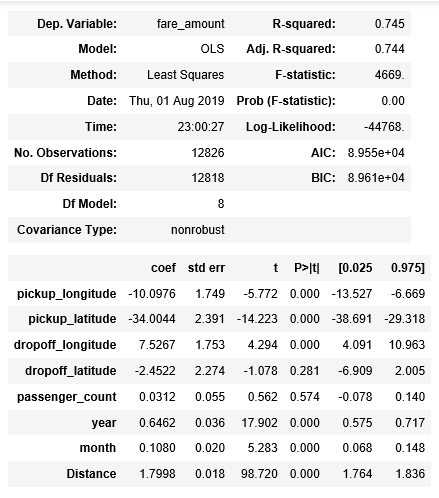 Dep. Variable: fare_amount R-squared: 0.745
Model: OLS Adj. R-squared: 0.744
Method: Least Squares F-statistic: 4669.
Date: Thu, 01 Aug 2019 Prob (F-statistic): 0.00
Time: 23:00:27 Log-Likelihood: -44768.
No. Observations: 12826 AIC: 8.955e+04
Df Residuals: 12818 BIC: 8.961e+04
Df Model: 8
Covariance Type: nonrobust
coef std err t P>|t| [0.025 0.975]
pickup_longitude -10.0976 1.749 -5.772 0.000 -13.527 -6.669
pickup_latitude -34.0044 2.391 -14.223 0.000 -38.691 -29.318
dropoff_longitude 7.5267 1.753 4.294 0.000 4.091 10.963
dropoff_latitude -2.4522 2.274 -1.078 0.281 -6.909 2.005
passenger_count 0.0312 0.055 0.562 0.574 -0.078 0.140
year 0.6462 0.036 17.902 0.000 0.575 0.717
month 0.1080 0.020 5.283 0.000 0.068 0.148
Distance 1.7998 0.018 98.720 0.000 1.764 1.836